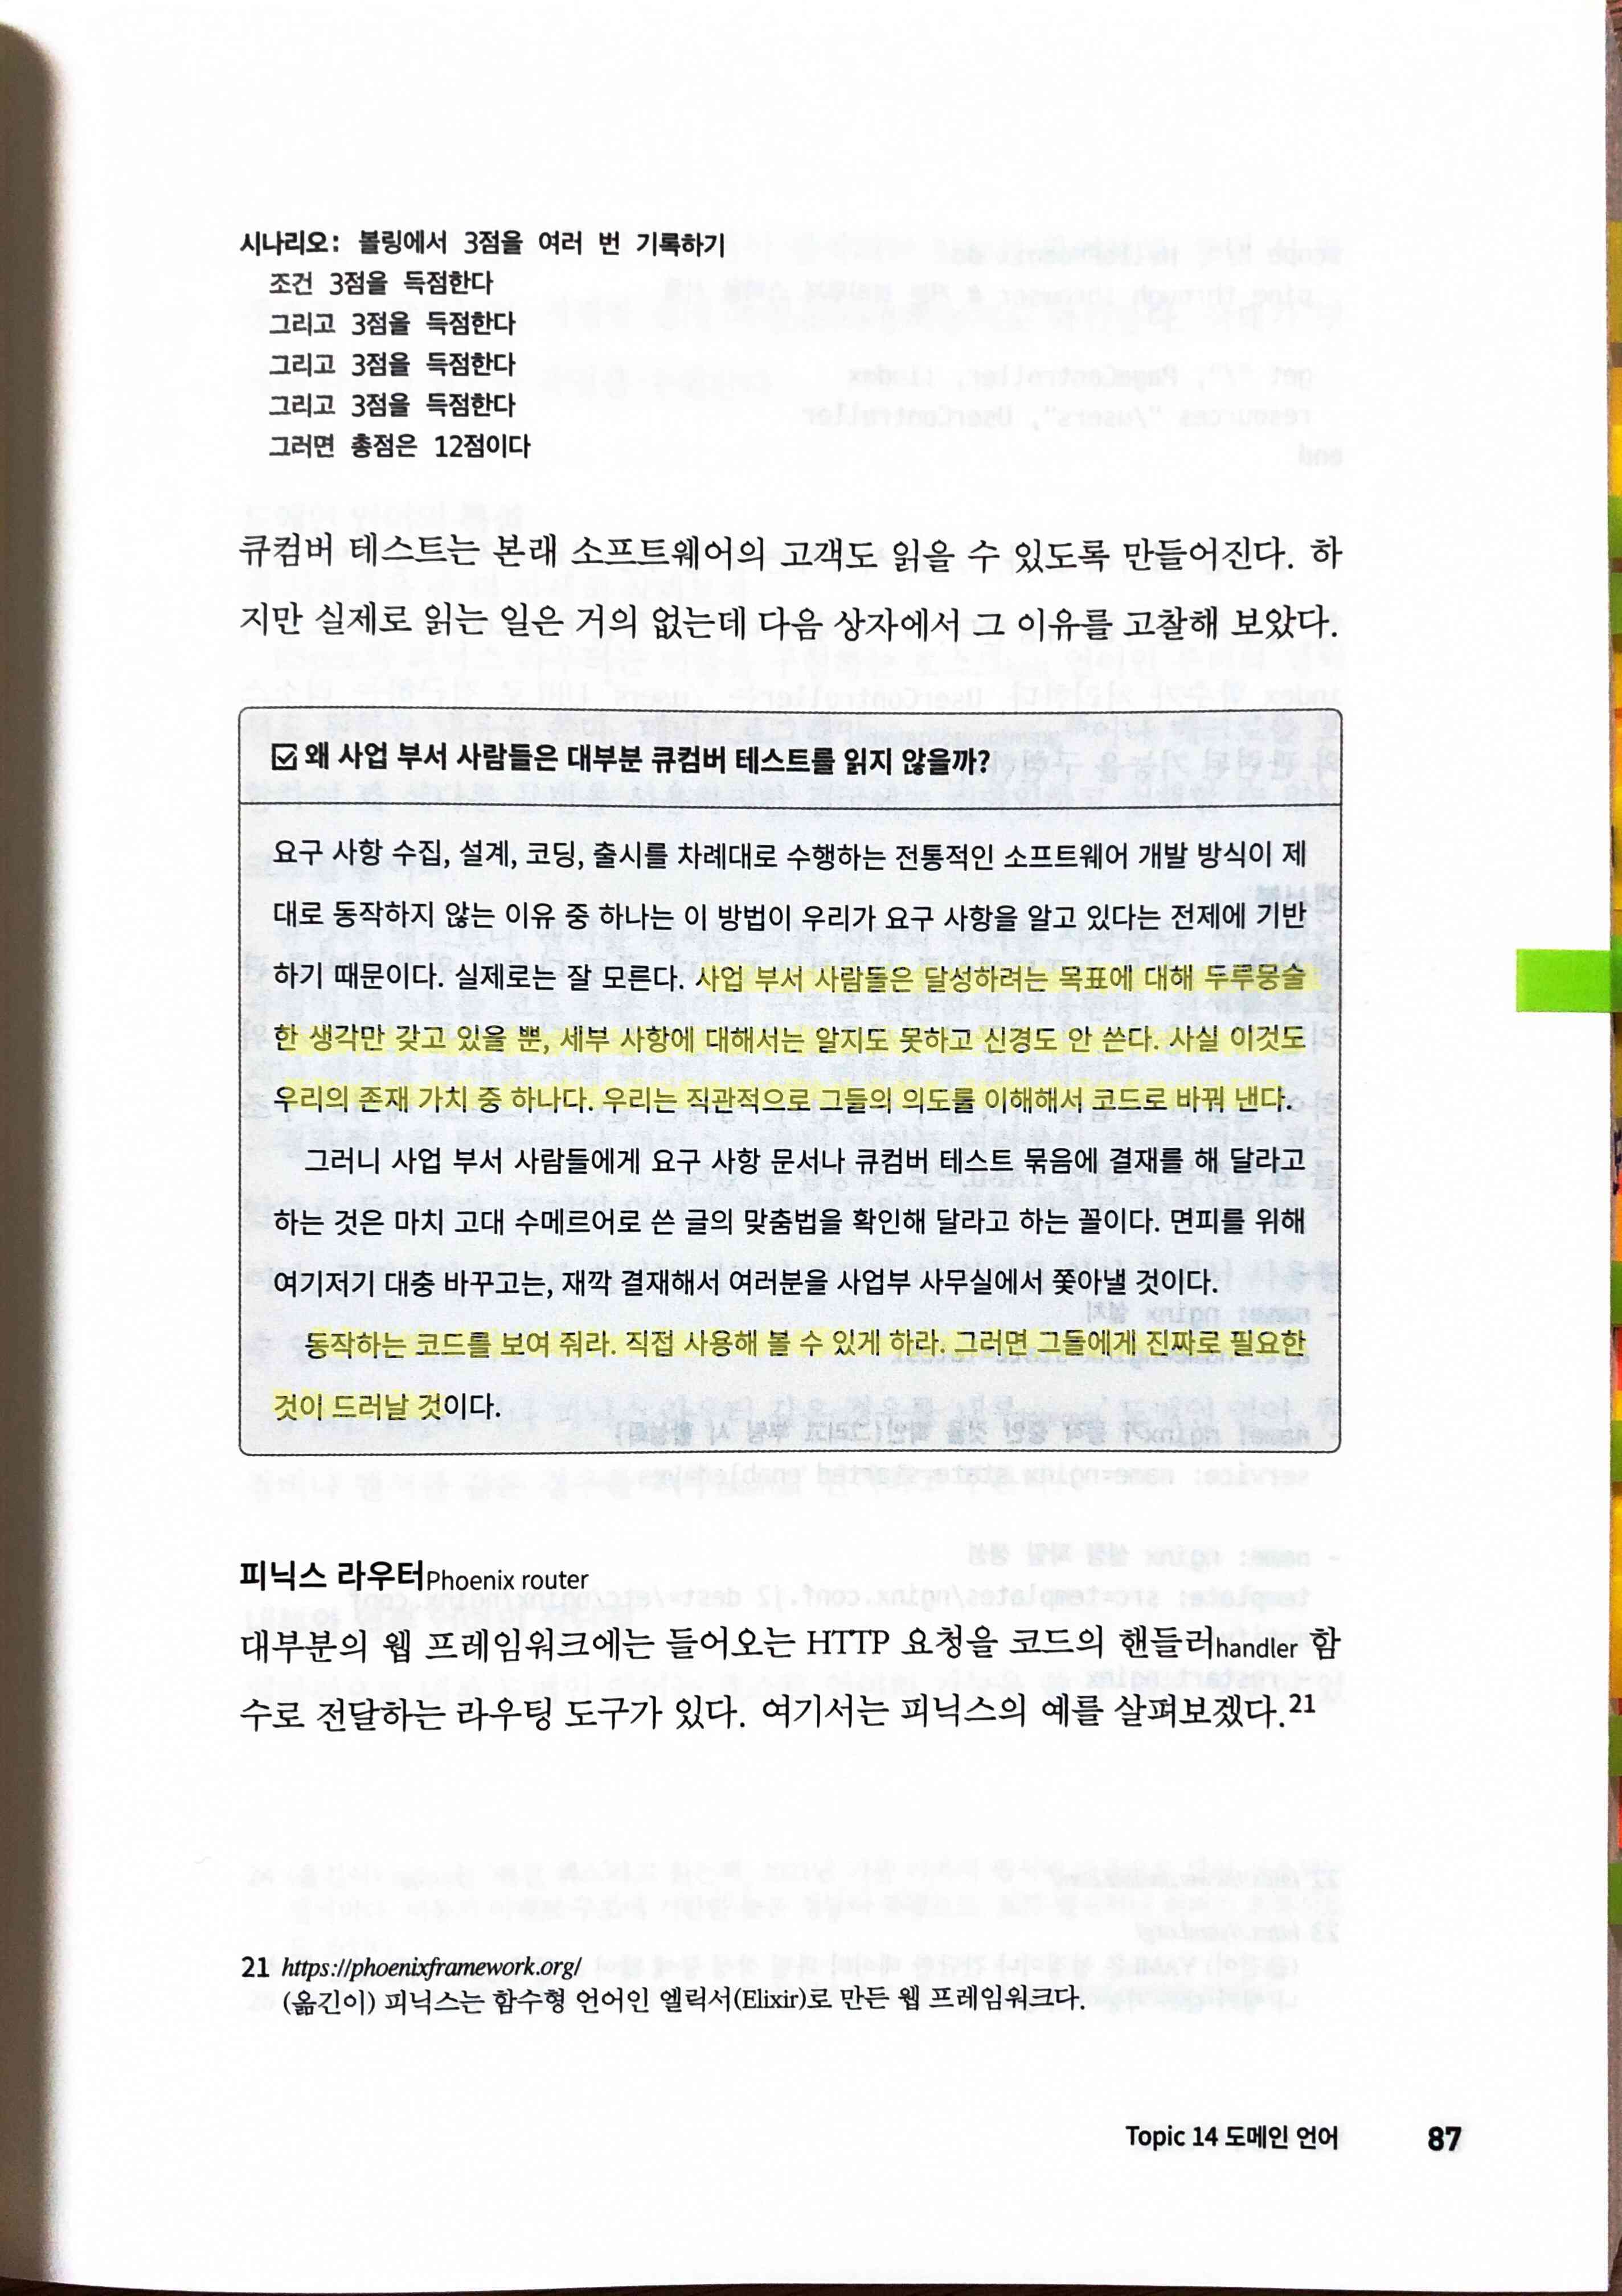 시나리오: 볼링에서 3점을 여러 번 기록하기
조건 3점을 득점한다
그리고 3점을 득점한다
그리고 3점을 득점한다
그리고 3점을 득점한다
그러면 총점은 12점이다
큐컴버 테스트는 본래 소프트웨어의 고객도 읽을 수 있도록 만들어진다. 하
지만 실제로 읽는 일은 거의 없는데 다음 상자에서 그 이유를 고찰해 보았다.
왜 사업 부서 사람들은 대부분 큐컴버 테스트를 읽지 않을까?
요구 사항 수집, 설계, 코딩, 출시를 차례대로 수행하는 전통적인 소프트웨어 개발 방식이 제
대로 동작하지 않는 이유 중 하나는 이 방법이 우리가 요구 사항을 알고 있다는 전제에 기반
하기 때문이다. 실제로는 잘 모른다. 사업 부서 사람들은 달성하려는 목표에 대해 두루뭉술
한 생각만 갖고 있을 뿐, 세부 사항에 대해서는 알지도 못하고 신경도 안 쓴다. 사실 이것도
우리의 존재 가치 중 하나다. 우리는 직관적으로 그들의 의도를 이해해서 코드로 바꿔 낸다.
그러니 사업 부서 사람들에게 요구 사항 문서나 큐컴버 테스트 묶음에 결재를 해 달라고
하는 것은 마치 고대 수메르어로 쓴 글의 맞춤법을 확인해 달라고 하는 꼴이다. 면피를 위해
여기저기 대충 바꾸고는, 재깍 결재해서 여러분을 사업부 사무실에서 쫓아낼 것이다.
동작하는 코드를 보여 줘라. 직접 사용해 볼 수 있게 하라. 그러면 그들에게 진짜로 필요한
것이 드러날 것이다.
피닉스 라우터Phoenix router
대부분의 웹 프레임워크에는 들어오는 HTTP 요청을 코드의 핸들러handler 함
수로 전달하는 라우팅 도구가 있다. 여기서는 피닉스의 예를 살펴보겠다.21
21 https://phoenixframework.org/
(옮긴이) 피닉스는 함수형 언어인 엘릭서(Elixir)로 만든 웹 프레임워크다.
Topic 14 도메인 언어 87